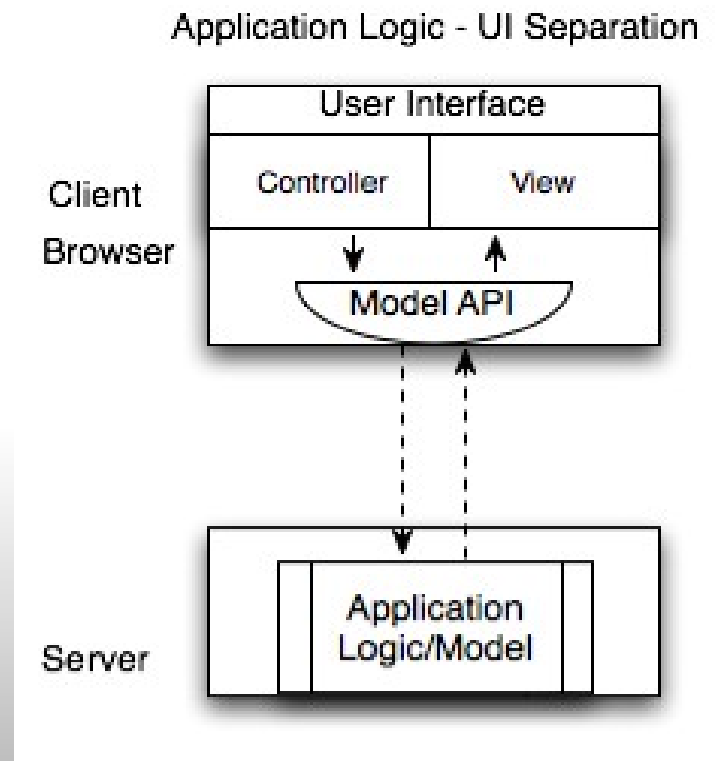 Application Logic - UI Separation
User Interface
Controller
View
Client
Browser
Model API
Application
Logic/Model
Server